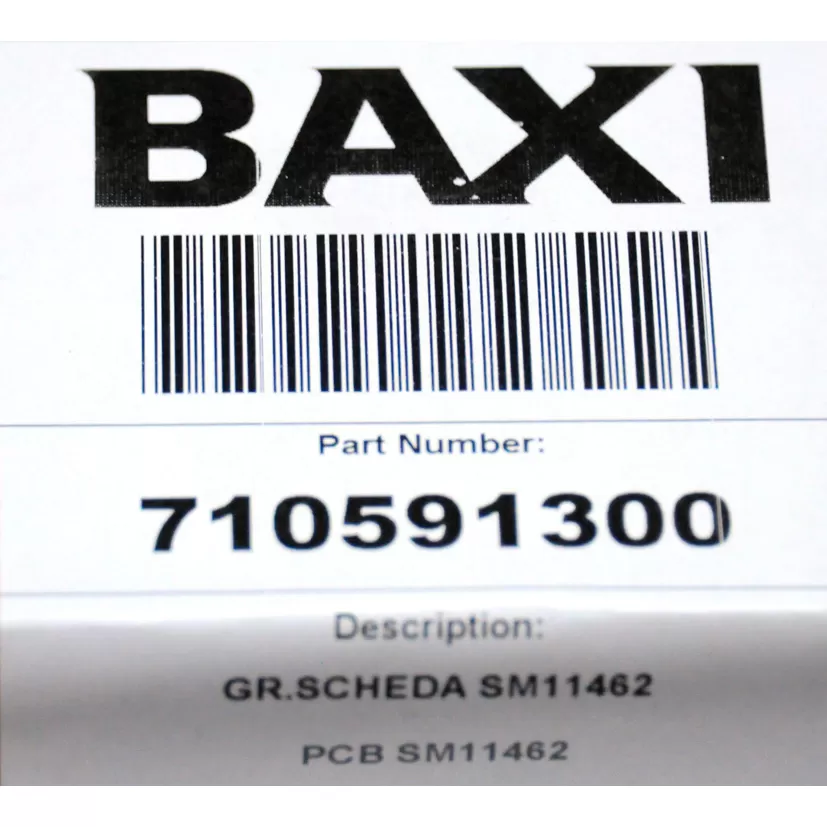 BAXI
Part Number:
710591300
Description:
GR.SCHEDA SM11462
PCB SM11462